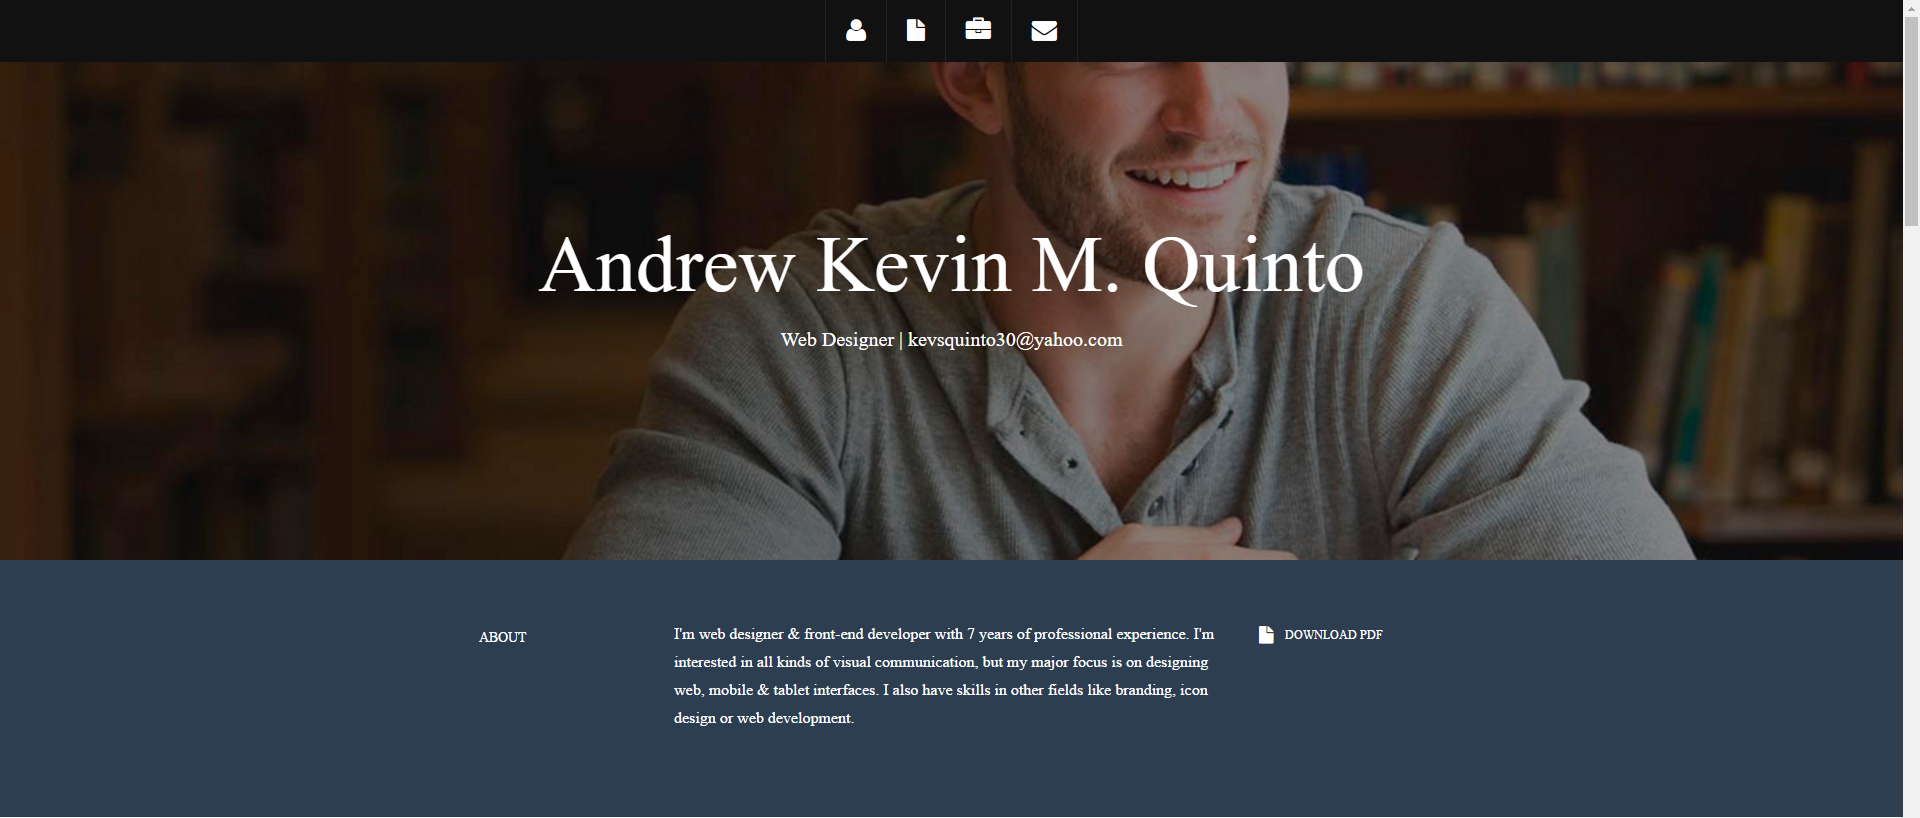 Andrew Kevin M. Quinto
Web Designer | kevsquinto30@yahoo.com
ABOUT
I'm web designer & front-end developer with 7 years of professional experience. I'm
interested in all kinds of visual communication, but my major focus is on designing
web, mobile & tablet interfaces. I also have skills in other fields like branding, icon
design or web development.
DOWNLOAD PDF